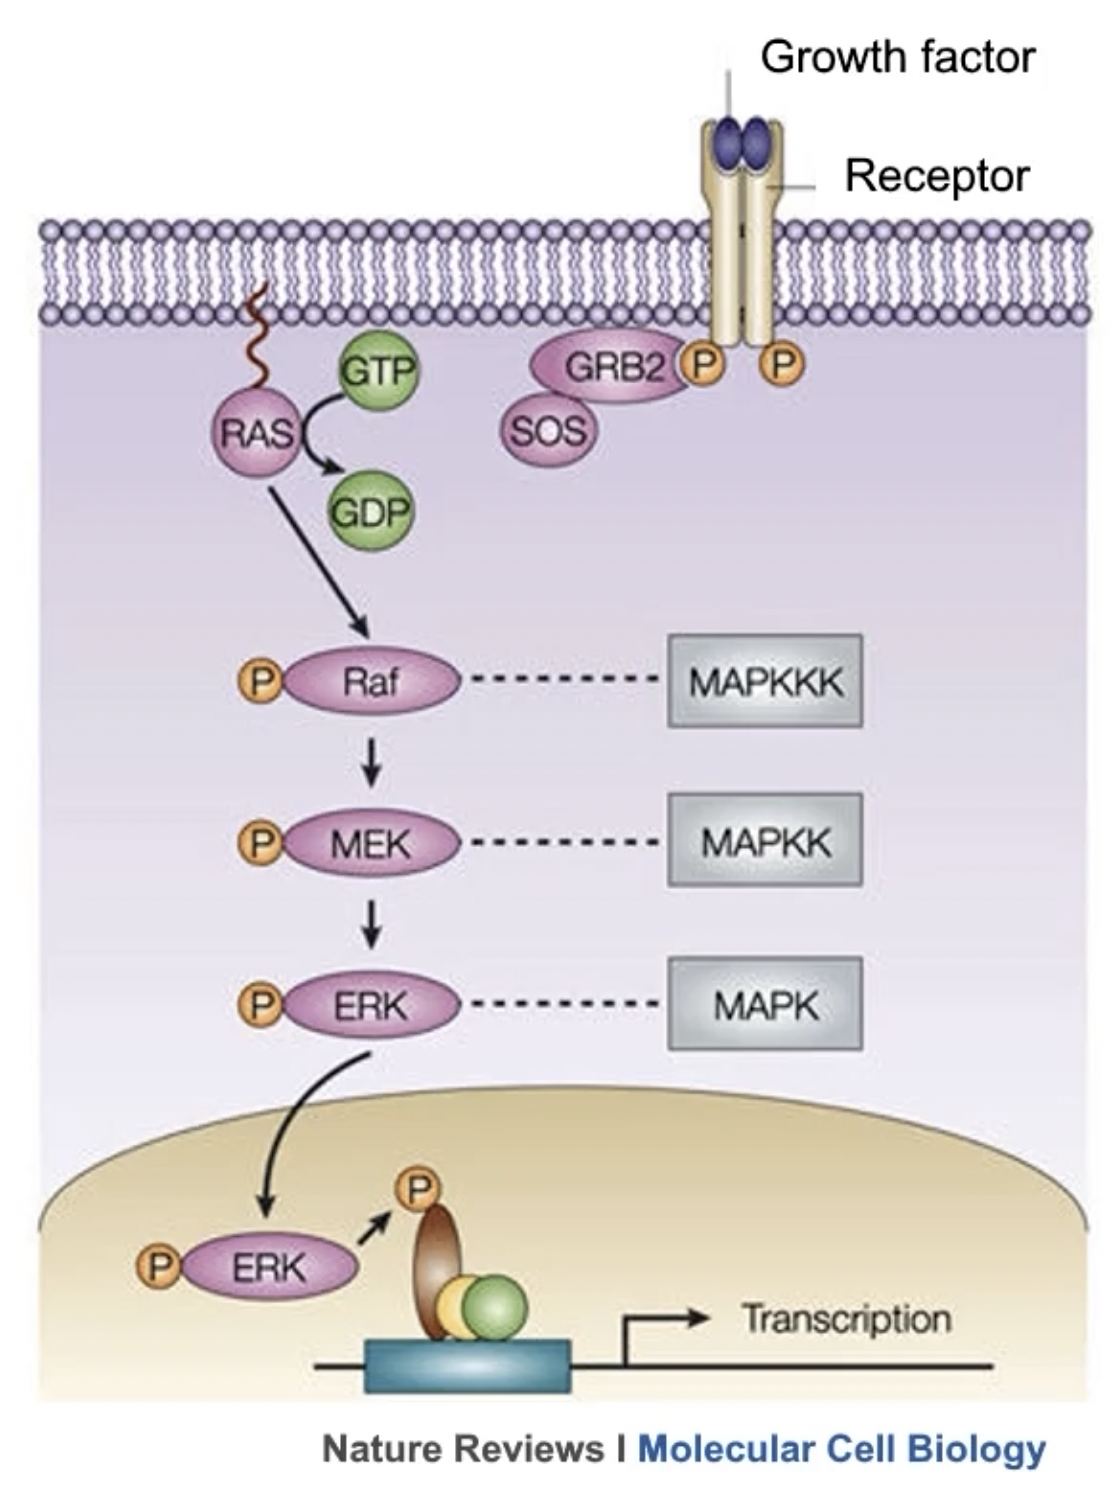 Growth factor
Receptor
GTP
GRB2
P
P
RAS
SOS
GDP
P
Raf
MAPKKK
P
MEK
MAPKK
P
ERK
MAPK
P
P
ERK
Transcription
Nature Reviews | Molecular Cell Biology